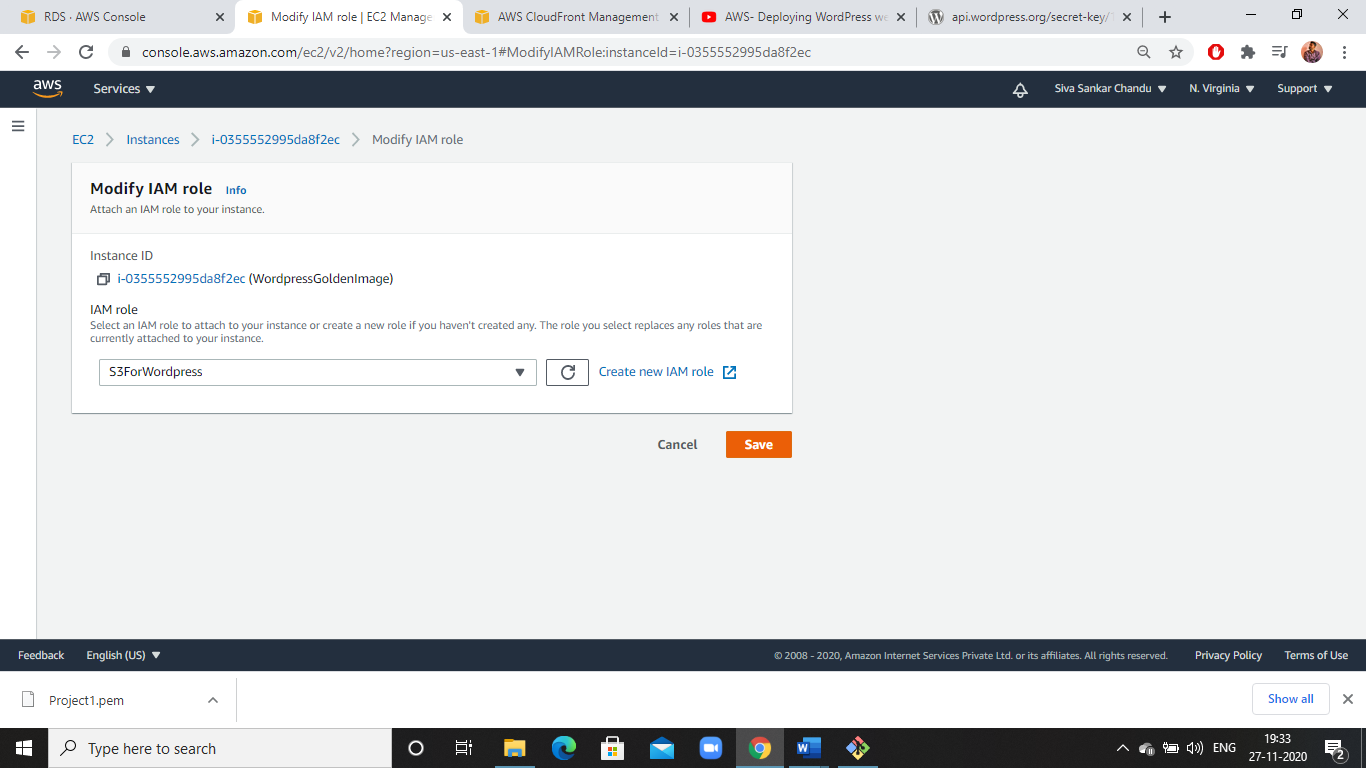 RDS · AWS Console
Modify IAM role | EC2 Manage
AWS CloudFront Management
AWS- Deploying WordPress we
api.wordpress.org/secret-key/1
console.aws.amazon.com/ec2/v2/home?region=us-east-1#ModifyIAMRole:instanceId=i-0355552995da8f2ec
aws
Services
Siva Sankar Chandu
N. Virginia
Support
EC2
Instances
i-0355552995da8f2ec
Modify IAM role
Modify IAM role Info
Attach an IAM role to your instance.
Instance ID
i-0355552995da8f2ec (WordpressGoldenImage)
IAM role
Select an IAM role to attach to your instance or create a new role if you haven't created any. The role you select replaces any roles that are
currently attached to your instance.
S3ForWordpress
Create new IAM role
Cancel
Save
Feedback
English (US)
© 2008 - 2020, Amazon Internet Services Private Ltd. or its affiliates. All rights reserved.
Privacy Policy
Terms of Use
Project1.pem
Show all
Type here to search
ENG
19:33
27-11-2020
2